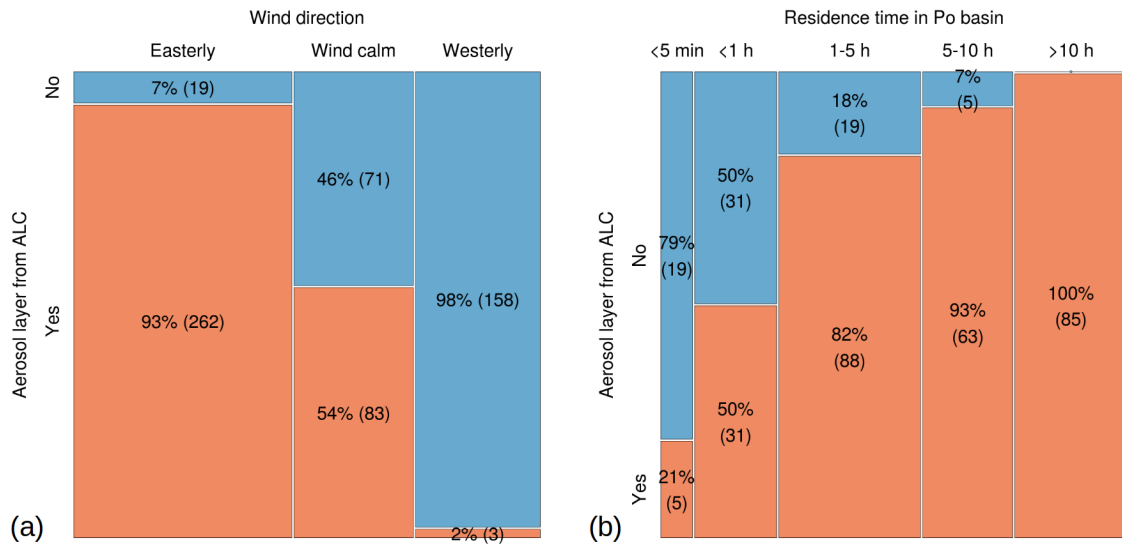 Wind direction
Easterly Wind calm Westerly
No
Yes
Aerosol layer from ALC
7% (19)
46% (71)
98% (158)
93% (262)
54% (83)
2% (3)
(a)
Residence time in Po basin
<5 min <1 h 1-5 h 5-10 h >10 h
No
Yes
Aerosol layer from ALC
79%
(19)
50%
(31)
18%
(19)
7%
(5)
21%
(5)
50%
(31)
82%
(88)
93%
(63)
100%
(85)
(b)